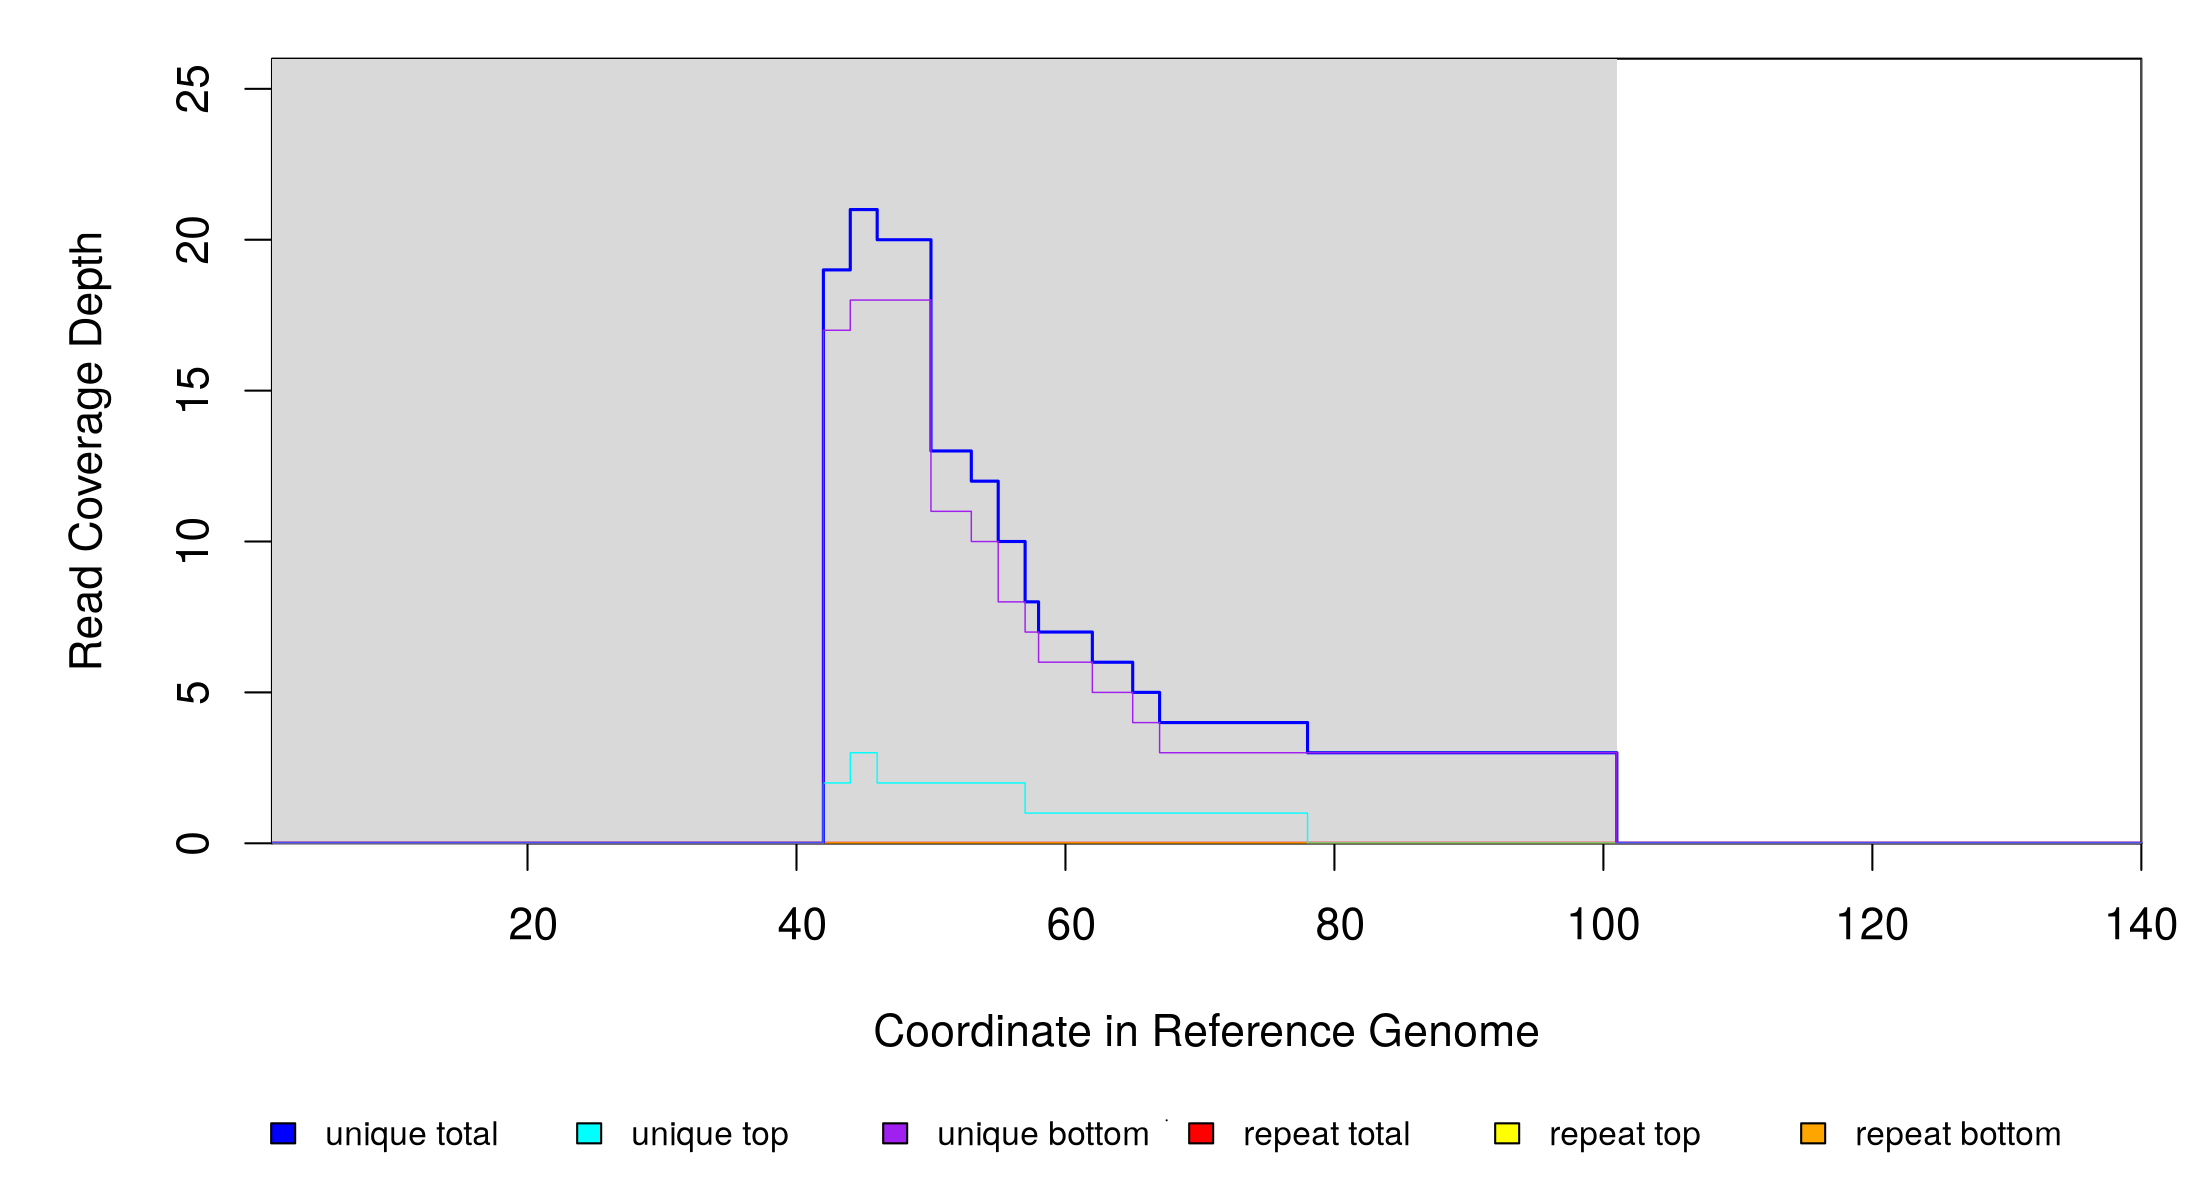 Read Coverage Depth
25
20
15
10
5
0
20 40 60 80 100 120 140
Coordinate in Reference Genome
unique total unique top unique bottom repeat total repeat top repeat bottom